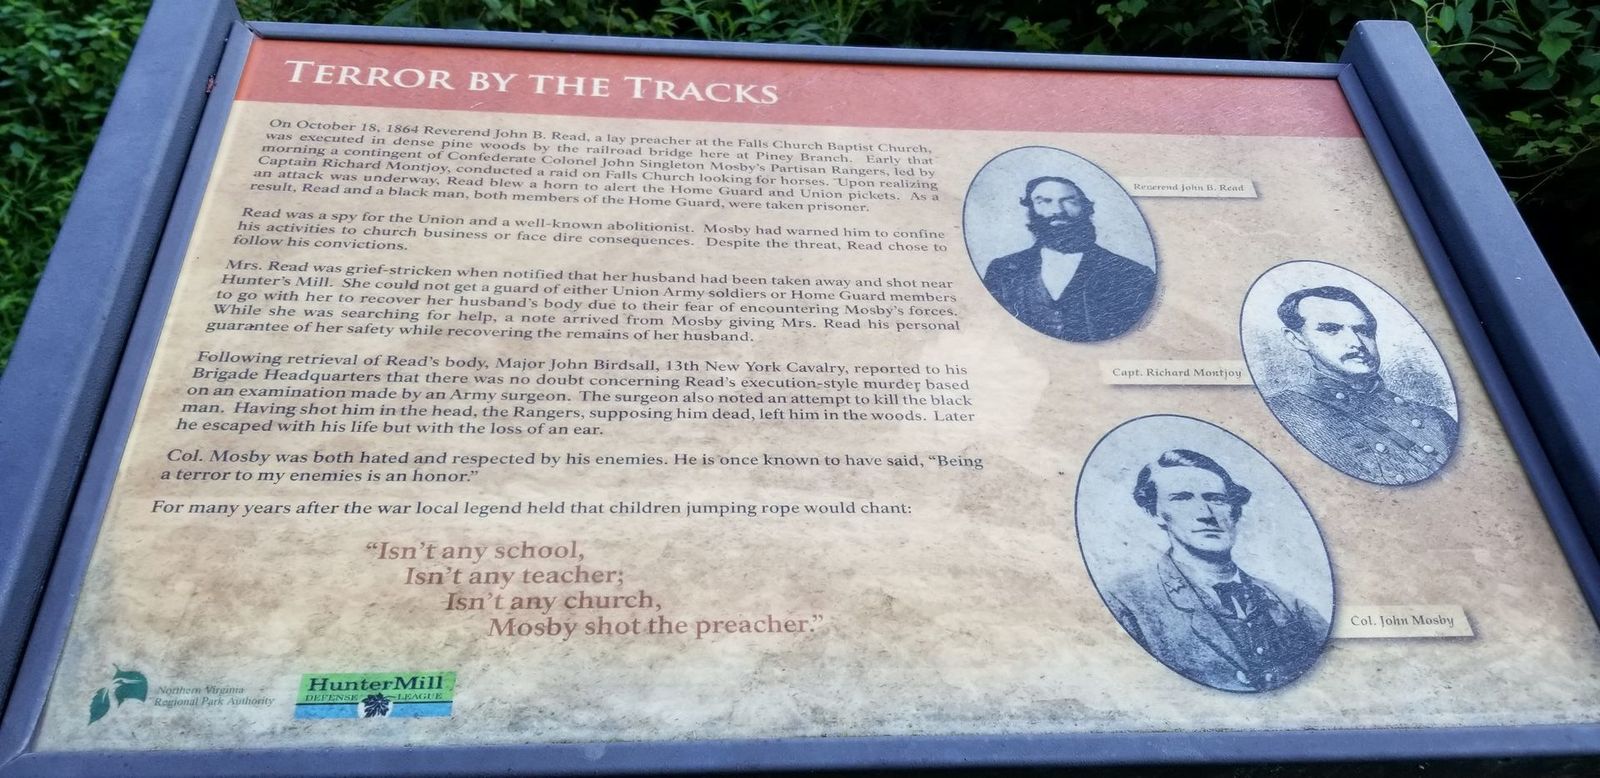 TERROR BY THE TRACKS
On October 18, 1864 Reverend John B. Read, a lay preacher at the Falls Church Baptist Church,
was executed in dense pine woods by the railroad bridge here at Piney Branch. Early that
morning a contingent of Confederate Colonel John Singleton Mosby's Partisan Rangers, led by
Captain Richard Montjoy, conducted a raid on Falls Church looking for horses. Upon realizing
an attack was underway, Read blew a horn to alert the Home Guard and Union pickets. As a
result, Read and a black man, both members of the Home Guard, were taken prisoner.
Read was a spy for the Union and a well-known abolitionist. Mosby had warned him to confine
his activities to church business or face dire consequences. Despite the threat, Read chose to
follow his convictions.
Mrs. Read was grief-stricken when notified that her husband had been taken away and shot near
Hunter's Mill. She could not get a guard of either Union Army soldiers or Home Guard members
to go with her to recover her husband's body due to their fear of encountering Mosby's forces.
While she was searching for help, a note arrived from Mosby giving Mrs. Read his personal
guarantee of her safety while recovering the remains of her husband.
Following retrieval of Read's body, Major John Birdsall, 13th New York Cavalry, reported to his
Brigade Headquarters that there was no doubt concerning Read's execution-style murder based
on an examination made by an Army surgeon. The surgeon also noted an attempt to kill the black
man. Having shot him in the head, the Rangers, supposing him dead, left him in the woods. Later
he escaped with his life but with the loss of an ear.
Col. Mosby was both hated and respected by his enemies. He is once known to have said, "Being
a terror to my enemies is an honor."
For many years after the war local legend held that children jumping rope would chant:
"Isn't any school,
Isn't any teacher;
Isn't any church,
Mosby shot the preacher."
Reverend John B. Read
Capt. Richard Montjoy
Col. John Mosby
Northern Virginia
Regional Park Authority
HunterMill
DEFENSE LEAGUE